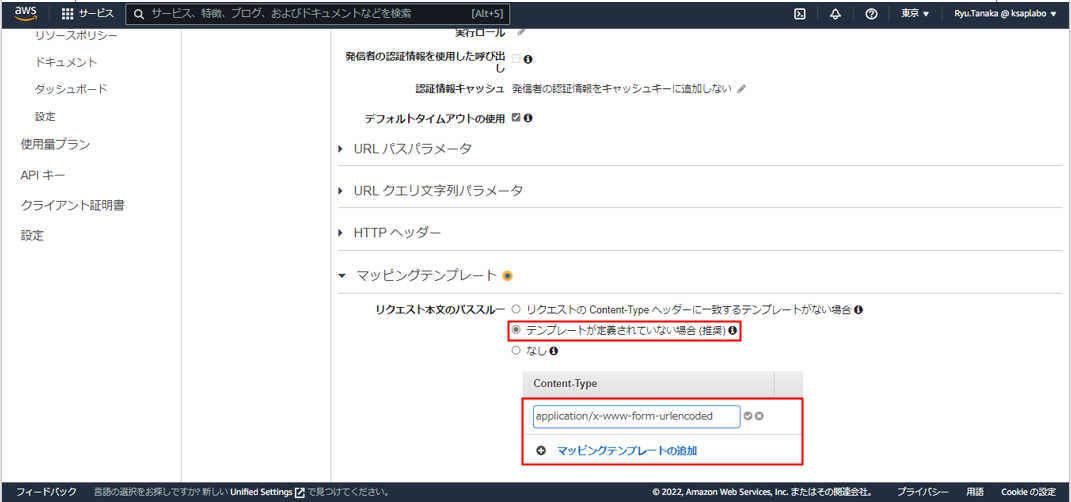 aws サービス サービス、特徴、ブログ、およびドキュメントなどを検索 [Alt+S] 東京 ▼ Ryu.Tanaka @ ksaplabo ▼
リソースポリシー
ドキュメント
ダッシュボード
設定
使用量プラン
API キー
クライアント証明書
設定
実行ロール
発信者の認証情報を使用した呼び出
し
認証情報キャッシュ 発信者の認証情報をキャッシュキーに追加しない
デフォルトタイムアウトの使用
URL パスパラメータ
URL クエリ文字列パラメータ
HTTP ヘッダー
マッピングテンプレート
リクエスト本文のパススルー リクエストの Content-Type ヘッダーに一致するテンプレートがない場合
テンプレートが定義されていない場合 (推奨)
なし
Content-Type
application/x-www-form-urlencoded
マッピングテンプレートの追加
フィードバック 言語の選択をお探しですか? 新しい Unified Settings で見つけてください。 © 2022, Amazon Web Services, Inc. またはその関連会社。 プライバシー 用語 Cookie の設定